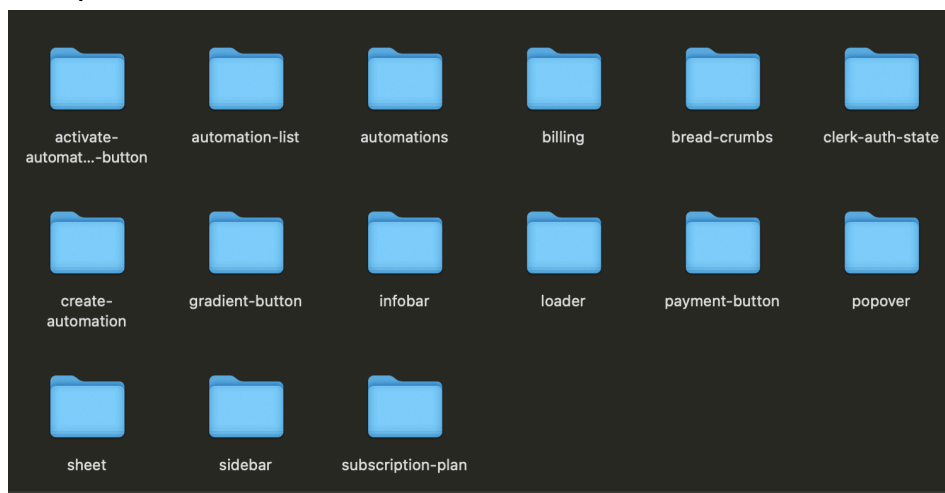 activate-
automat...-button
automation-list
automations
billing
bread-crumbs
clerk-auth-state
create-
automation
gradient-button
infobar
loader
payment-button
popover
sheet
sidebar
subscription-plan